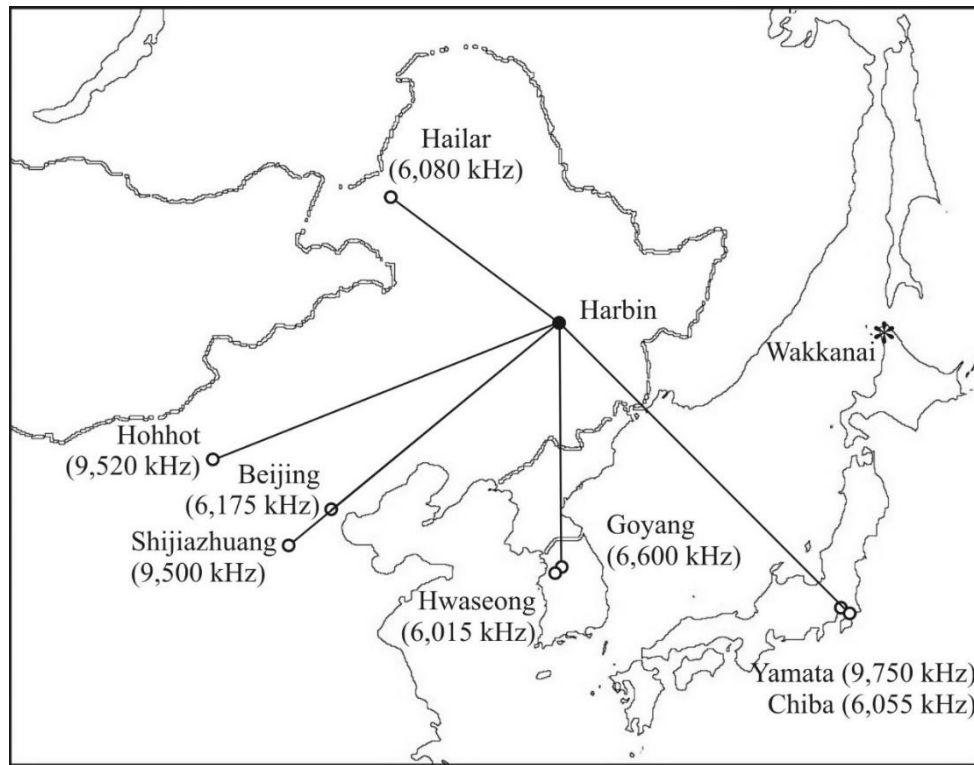 Hailar
(6,080 kHz)
Harbin
Wakkanai
Hohhot
(9,520 kHz)
Beijing
(6,175 kHz)
Shijiazhuang
(9,500 kHz)
Goyang
(6,600 kHz)
Hwaseong
(6,015 kHz)
Yamata (9,750 kHz)
Chiba (6,055 kHz)